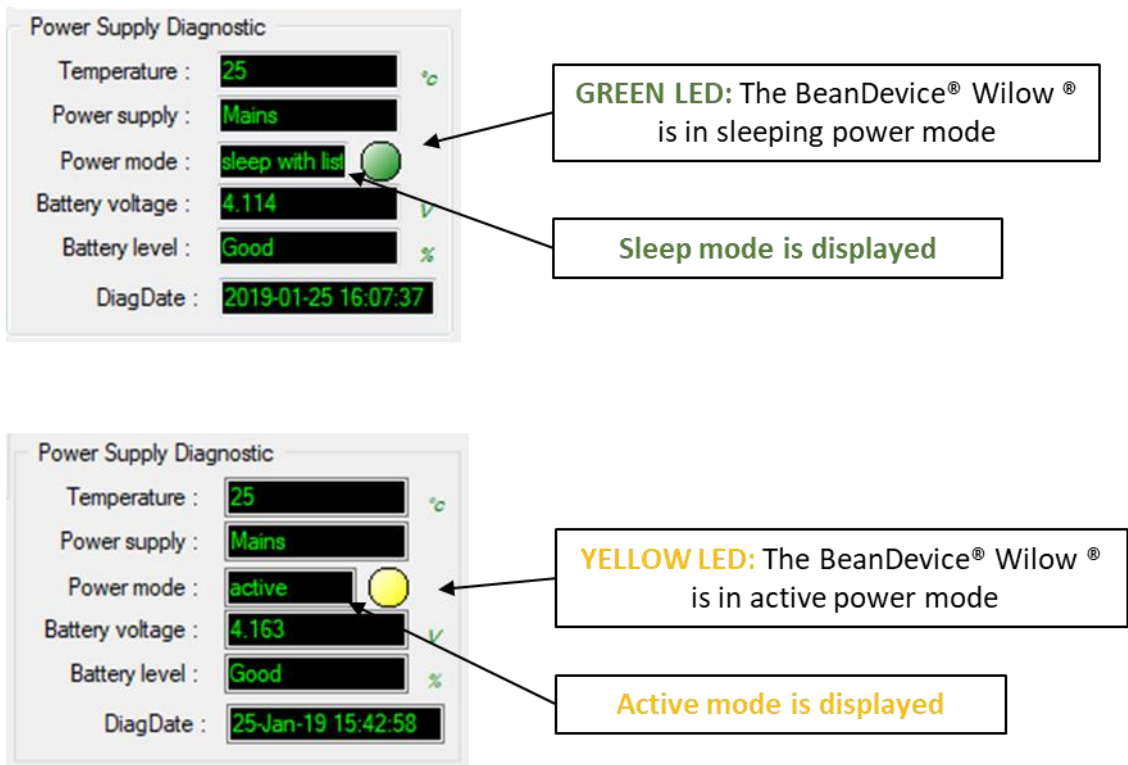 Power Supply Diagnostic
Temperature : 25 °c
Power supply : Mains
Power mode : sleep with list
Battery voltage : 4.114 V
Battery level : Good %
DiagDate : 2019-01-25 16:07:37
GREEN LED: The BeanDevice® Wilow ®
is in sleeping power mode
Sleep mode is displayed
Power Supply Diagnostic
Temperature : 25 °c
Power supply : Mains
Power mode : active
Battery voltage : 4.163 V
Battery level : Good %
DiagDate : 25-Jan-19 15:42:58
YELLOW LED: The BeanDevice® Wilow ®
is in active power mode
Active mode is displayed